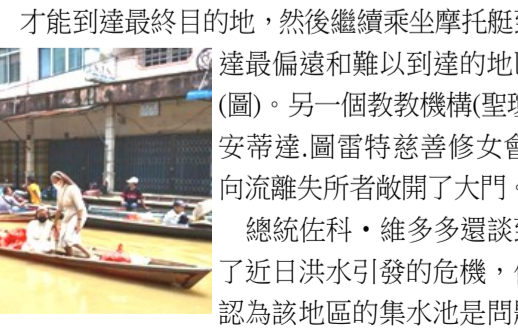 才能到達最終目的地，然後繼續乘坐摩托艇
達最偏遠和難以到達的地
(圖)。另一個教教機構(聖
安蒂達.圖雷特慈善修女會
向流離失所者敞開了大門。
總統佐科・維多多還談
了近日洪水引發的危機，
認為該地區的集水池是問